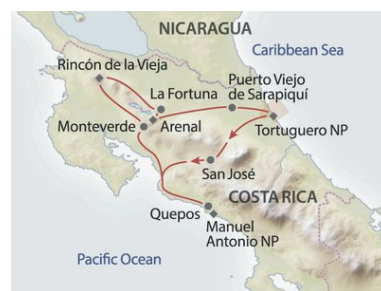 NICARAGUA
Caribbean Sea
Rincón de la Vieja
La Fortuna
Puerto Viejo
de Sarapiquí
Monteverde
Arenal
Tortuguero NP
San José
COSTA RICA
Quepos
Manuel
Antonio NP
Pacific Ocean